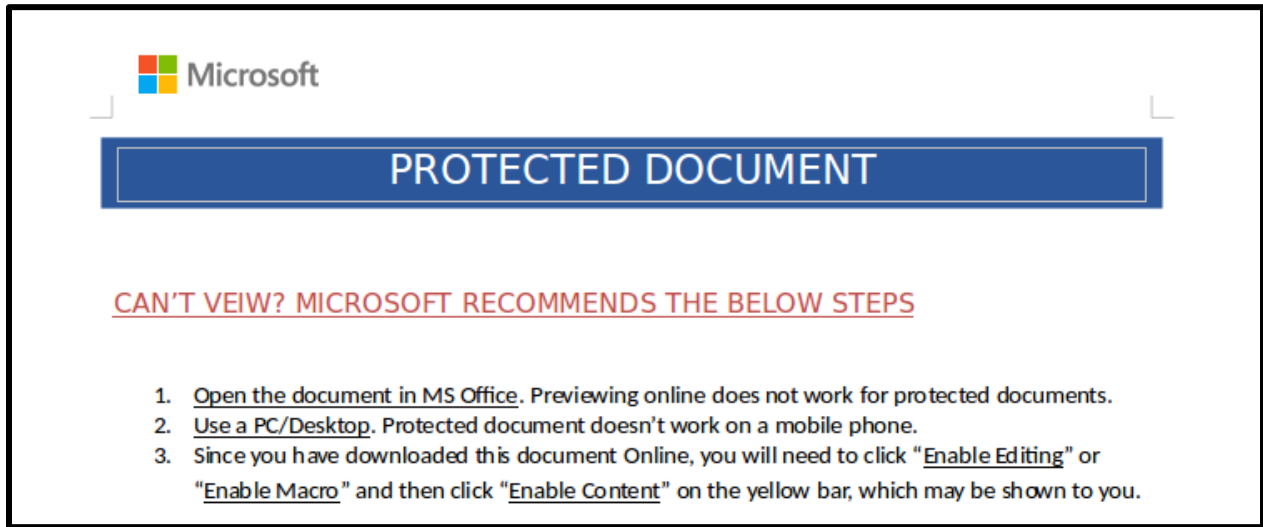 Microsoft
PROTECTED DOCUMENT
CAN’T VEIW? MICROSOFT RECOMMENDS THE BELOW STEPS
1. Open the document in MS Office. Previewing online does not work for protected documents.
2. Use a PC/Desktop. Protected document doesn’t work on a mobile phone.
3. Since you have downloaded this document Online, you will need to click “Enable Editing” or
“Enable Macro” and then click “Enable Content” on the yellow bar, which may be shown to you.